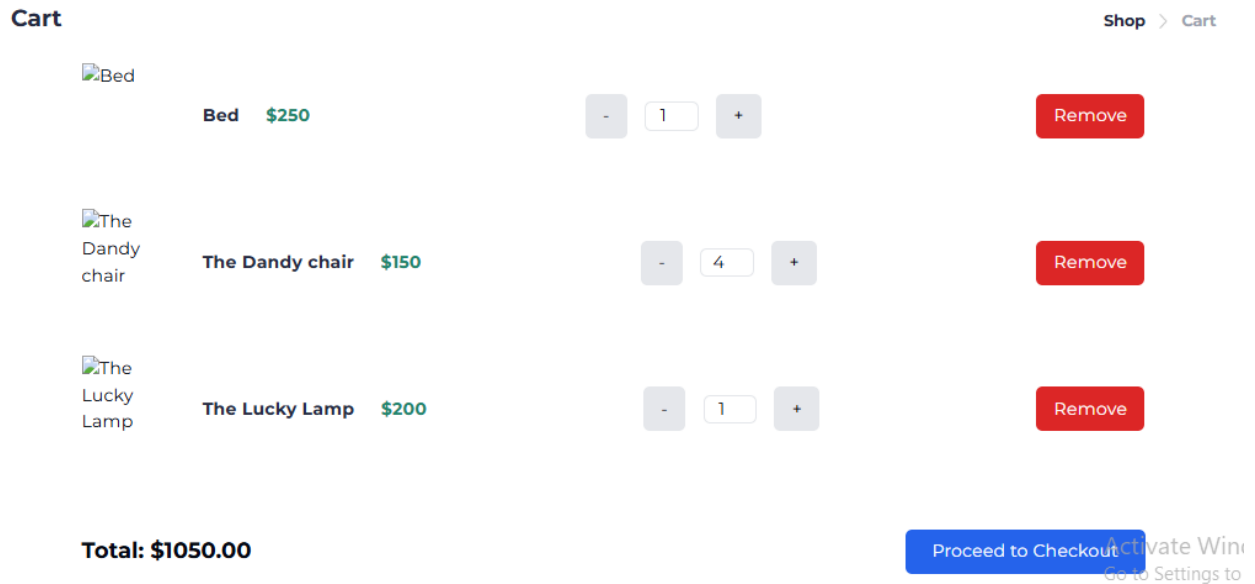 Cart
Shop > Cart
Bed
Bed $250 - 1 + Remove
The
Dandy
chair
The Dandy chair $150 - 4 + Remove
The
Lucky
Lamp
The Lucky Lamp $200 - 1 + Remove
Total: $1050.00
Proceed to Checkout
Activate Wind
Go to Settings to